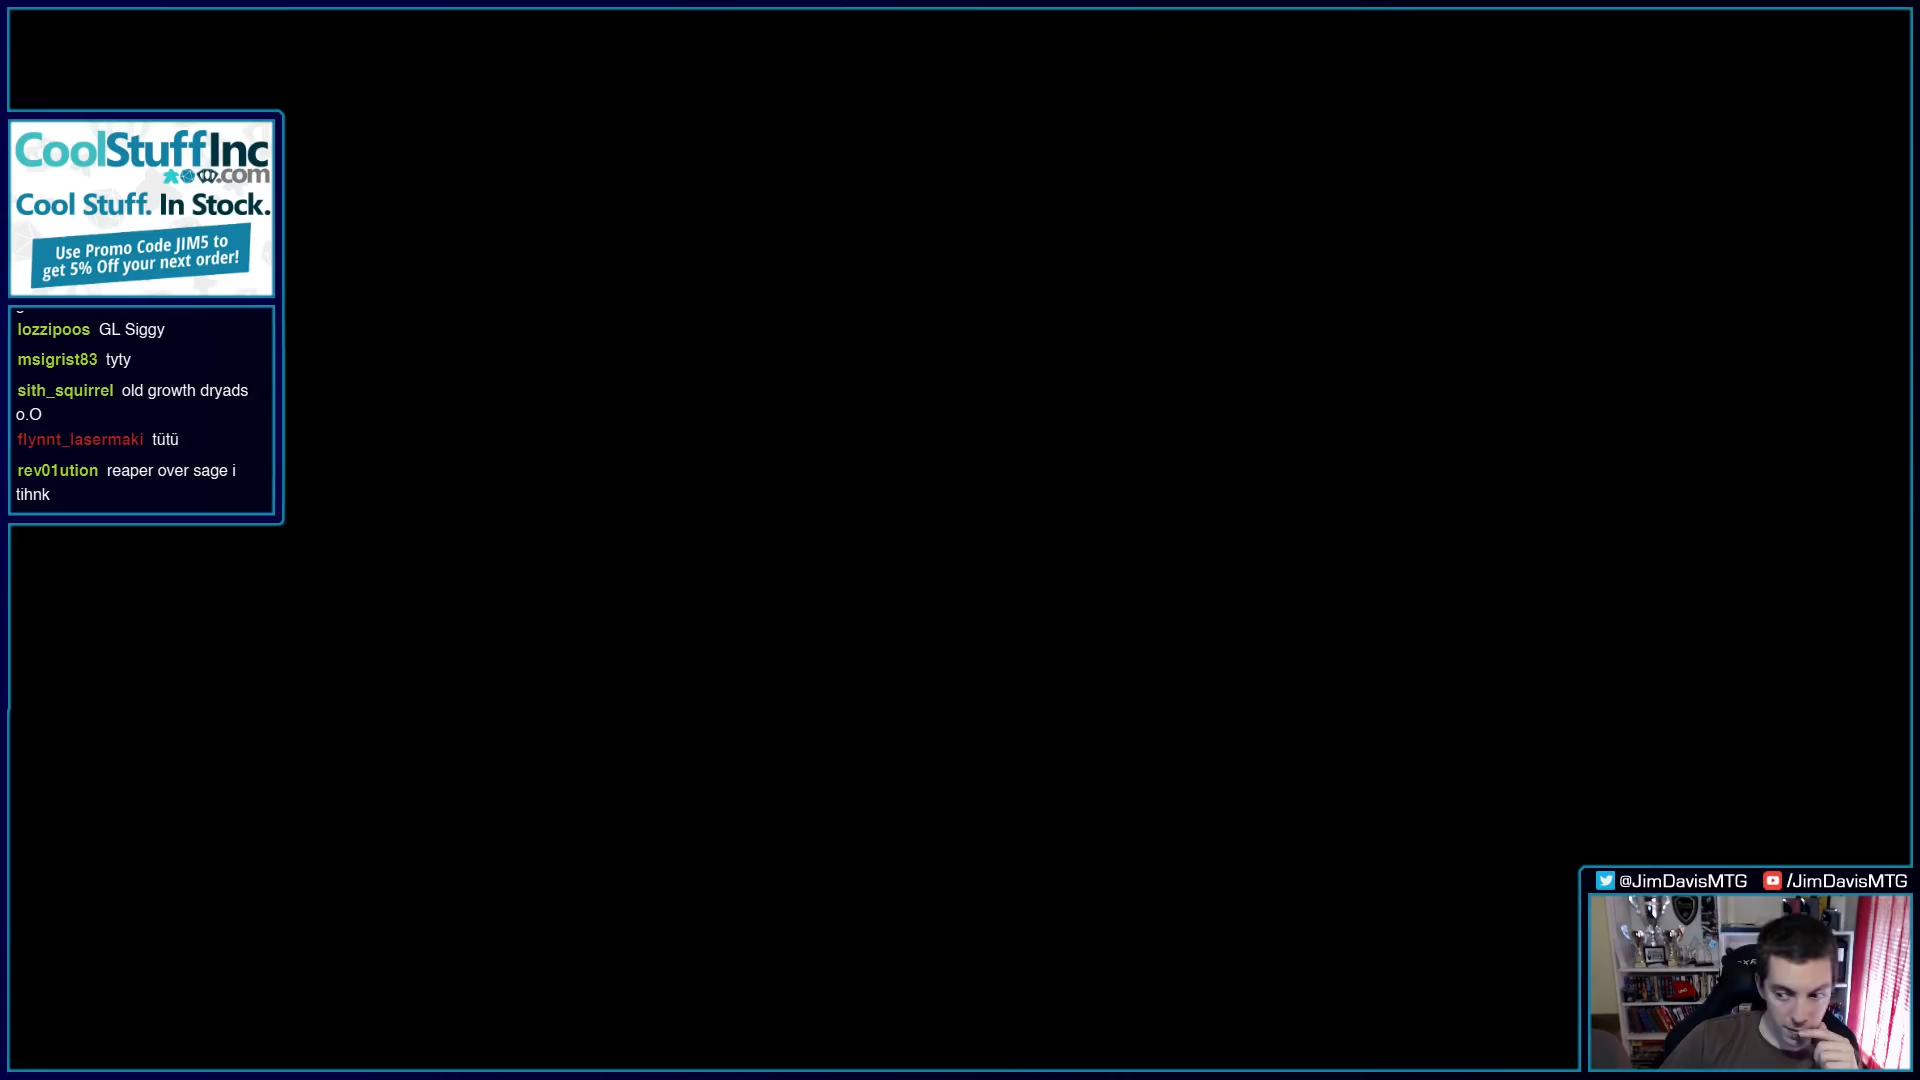 CoolStuffInc
.com
Cool Stuff. In Stock.
Use Promo Code JIM5 to
get 5% Off your next order!
lozzipoos GL Siggy
msigrist83 tyty
sith_squirrel old growth dryads
o.O
flynnt_lasermaki tütü
rev01ution reaper over sage i
tihnk
@JimDavisMTG /JimDavisMTG